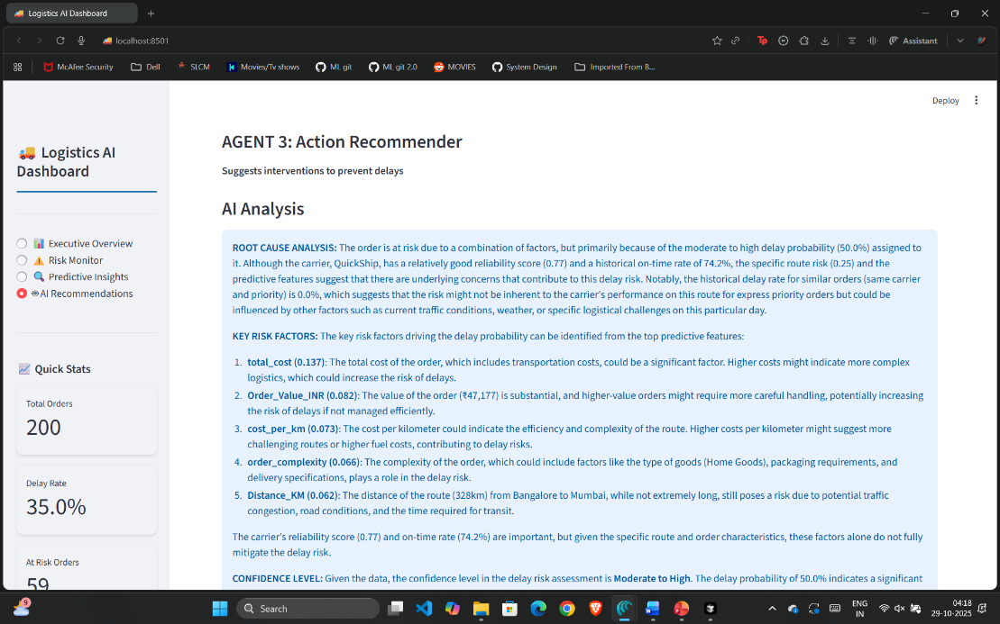 Logistics AI Dashboard
localhost:8501
Assistant
McAfee Security
Dell
SLCM
Movies/Tv shows
ML git
ML git 2.0
MOVIES
System Design
Imported From B...
Deploy
Logistics AI
Dashboard
Executive Overview
Risk Monitor
Predictive Insights
AI Recommendations
Quick Stats
Total Orders
200
Delay Rate
35.0%
At Risk Orders
59
AGENT 3: Action Recommender
Suggests interventions to prevent delays
AI Analysis
ROOT CAUSE ANALYSIS: The order is at risk due to a combination of factors, but primarily because of the moderate to high delay probability (50.0%) assigned to
it. Although the carrier, QuickShip, has a relatively good reliability score (0.77) and a historical on-time rate of 74.2%, the specific route risk (0.25) and the
predictive features suggest that there are underlying concerns that contribute to this delay risk. Notably, the historical delay rate for similar orders (same carrier
and priority) is 0.0%, which suggests that the risk might not be inherent to the carrier's performance on this route for express priority orders but could be
influenced by other factors such as current traffic conditions, weather, or specific logistical challenges on this particular day.
KEY RISK FACTORS: The key risk factors driving the delay probability can be identified from the top predictive features:
1. total_cost (0.137): The total cost of the order, which includes transportation costs, could be a significant factor. Higher costs might indicate more complex
logistics, which could increase the risk of delays.
2. Order_Value_INR (0.082): The value of the order (₹47,177) is substantial, and higher-value orders might require more careful handling, potentially increasing
the risk of delays if not managed efficiently.
3. cost_per_km (0.073): The cost per kilometer could indicate the efficiency and complexity of the route. Higher costs per kilometer might suggest more
challenging routes or higher fuel costs, contributing to delay risks.
4. order_complexity (0.066): The complexity of the order, which could include factors like the type of goods (Home Goods), packaging requirements, and
delivery specifications, plays a role in the delay risk.
5. Distance_KM (0.062): The distance of the route (328km) from Bangalore to Mumbai, while not extremely long, still poses a risk due to potential traffic
congestion, road conditions, and the time required for transit.
The carrier's reliability score (0.77) and on-time rate (74.2%) are important, but given the specific route and order characteristics, these factors alone do not fully
mitigate the delay risk.
CONFIDENCE LEVEL: Given the data, the confidence level in the delay risk assessment is Moderate to High. The delay probability of 50.0% indicates a significant
9
Search
ENG
IN
04:18
29-10-2025